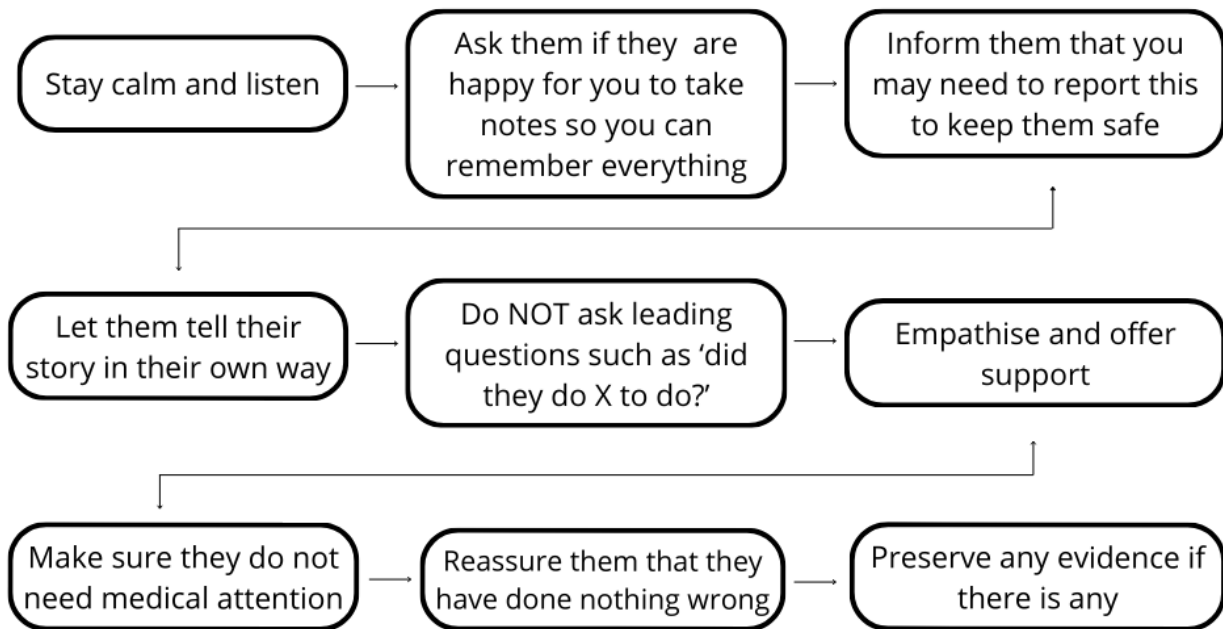 Stay calm and listen
Ask them if they are
happy for you to take
notes so you can
remember everything
Inform them that you
may need to report this
to keep them safe
Let them tell their
story in their own way
Do NOT ask leading
questions such as ‘did
they do X to do?’
Empathise and offer
support
Make sure they do not
need medical attention
Reassure them that they
have done nothing wrong
Preserve any evidence if
there is any